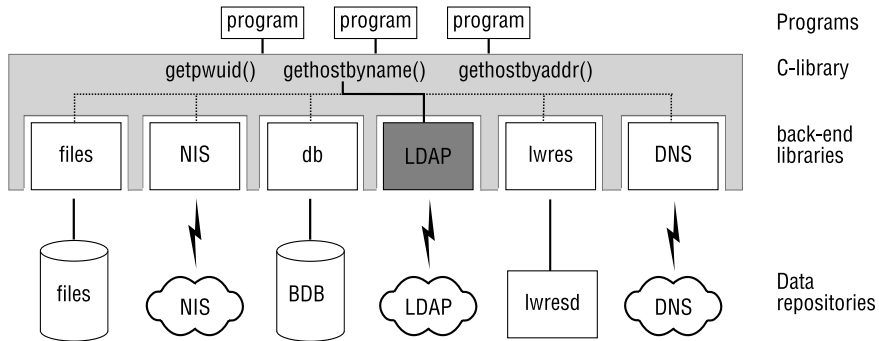 program program program Programs
getpwuid() gethostbyname() gethostbyaddr() C-library
files NIS db LDAP lwres DNS back-end
libraries
files NIS BDB LDAP lwresd DNS Data
repositories